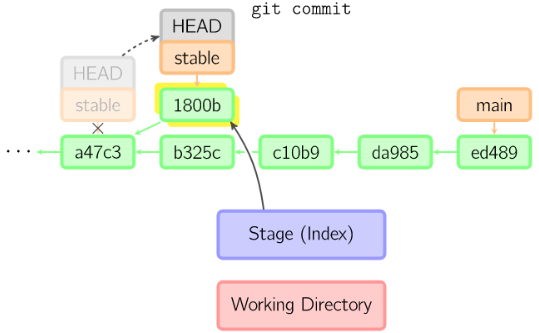 git commit
HEAD
stable
HEAD
stable
1800b
main
... a47c3 b325c c10b9 da985 ed489
Stage (Index)
Working Directory